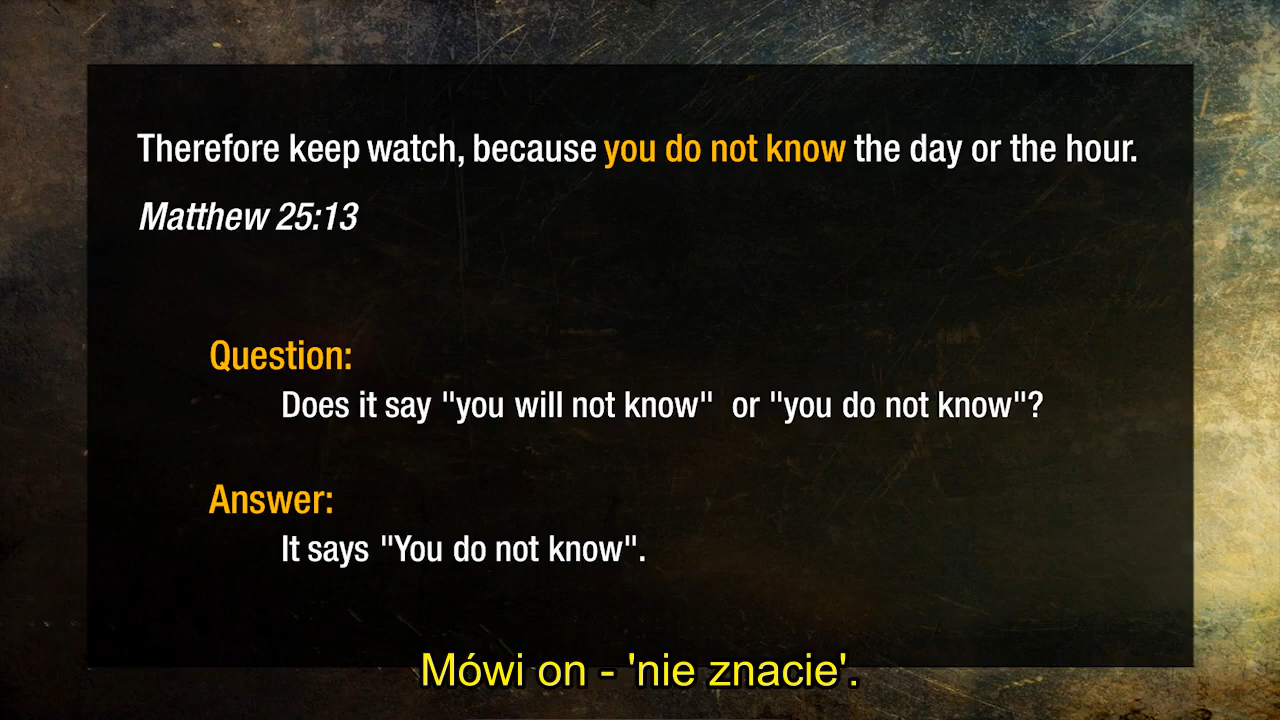 Therefore keep watch, because you do not know the day or the hour.
Matthew 25:13
Question:
Does it say "you will not know" or "you do not know"?
Answer:
It says "You do not know".
Mówi on - 'nie znacie'.